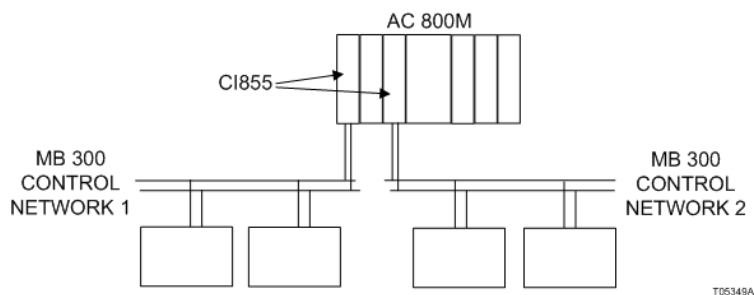 AC 800M
CI855
MB 300
CONTROL
NETWORK 1
MB 300
CONTROL
NETWORK 2
T05349A